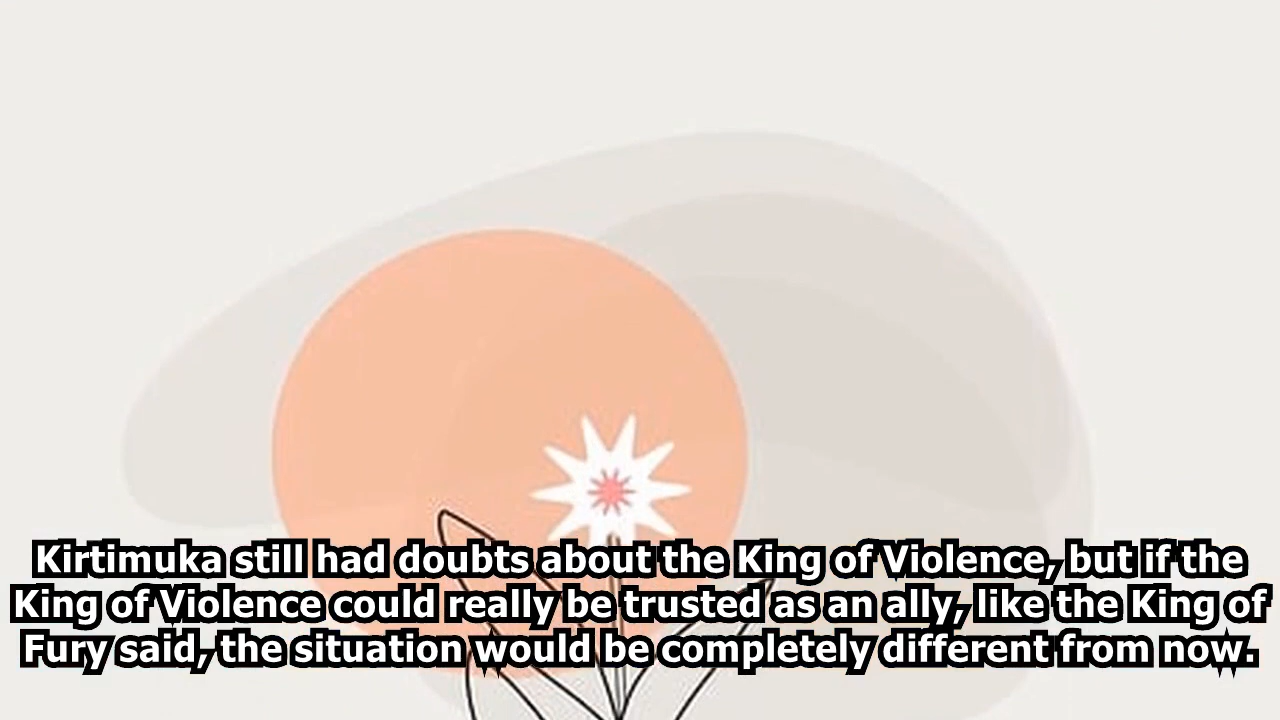 Kirtimuka still had doubts about the King of Violence, but if the
King of Violence could really be trusted as an ally, like the King of
Fury said, the situation would be completely different from now.